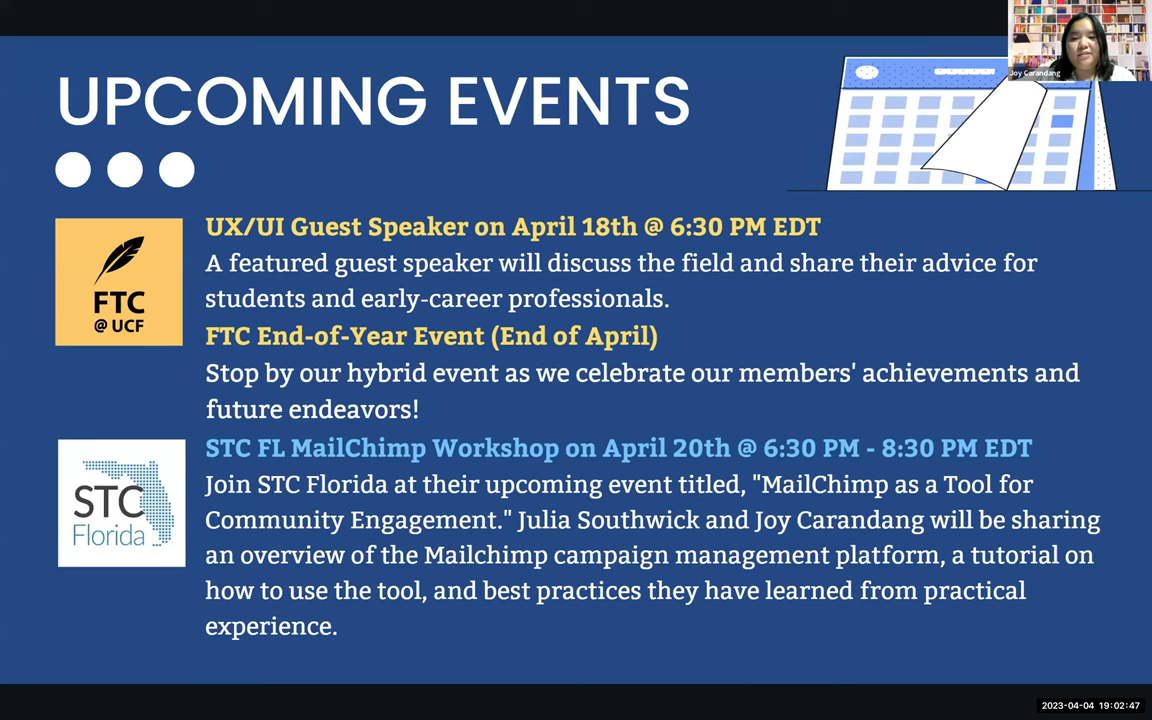 Joy Carandang
UPCOMING EVENTS
FTC
@ UCF
UX/UI Guest Speaker on April 18th @ 6:30 PM EDT
A featured guest speaker will discuss the field and share their advice for
students and early-career professionals.
FTC End-of-Year Event (End of April)
Stop by our hybrid event as we celebrate our members' achievements and
future endeavors!
STC
Florida
STC FL MailChimp Workshop on April 20th @ 6:30 PM - 8:30 PM EDT
Join STC Florida at their upcoming event titled, "MailChimp as a Tool for
Community Engagement." Julia Southwick and Joy Carandang will be sharing
an overview of the Mailchimp campaign management platform, a tutorial on
how to use the tool, and best practices they have learned from practical
experience.
2023-04-04 19:02:47